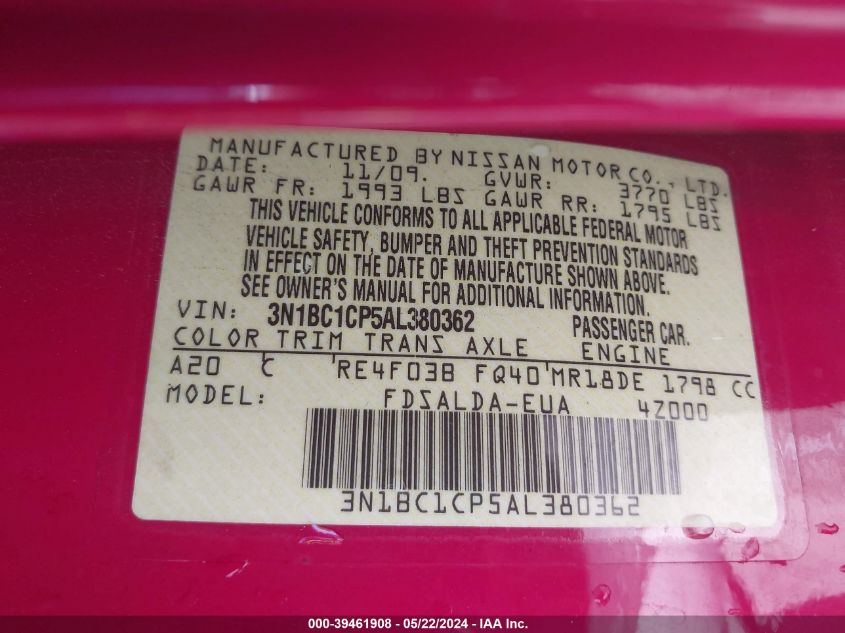 MANUFACTURED BY NISSAN MOTOR CO., LTD.
DATE: 11/09. GVWR: 3770 LBS
GAWR FR: 1993 LBS GAWR RR: 1795 LBS
THIS VEHICLE CONFORMS TO ALL APPLICABLE FEDERAL MOTOR
VEHICLE SAFETY, BUMPER AND THEFT PREVENTION STANDARDS
IN EFFECT ON THE DATE OF MANUFACTURE SHOWN ABOVE.
SEE OWNER'S MANUAL FOR ADDITIONAL INFORMATION.
VIN: 3N1BC1CP5AL380362 PASSENGER CAR.
COLOR TRIM TRANS AXLE ENGINE
A20 C RE4F03B FQ40 MR18DE 1798 CC
MODEL: FDSALDA-EUA 4Z000
3N1BC1CP5AL380362
000-39461908 - 05/22/2024 - IAA Inc.